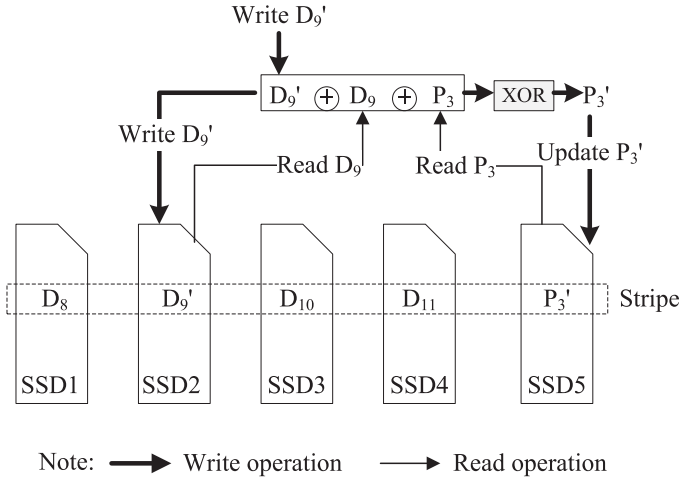 Write D₉'
D₉' ⊕ D₉ ⊕ P₃ XOR P₃'
Write D₉'
Read D₉ Read P₃ Update P₃'
D₈ D₉' D₁₀ D₁₁ P₃' Stripe
SSD1 SSD2 SSD3 SSD4 SSD5
Note: Write operation Read operation